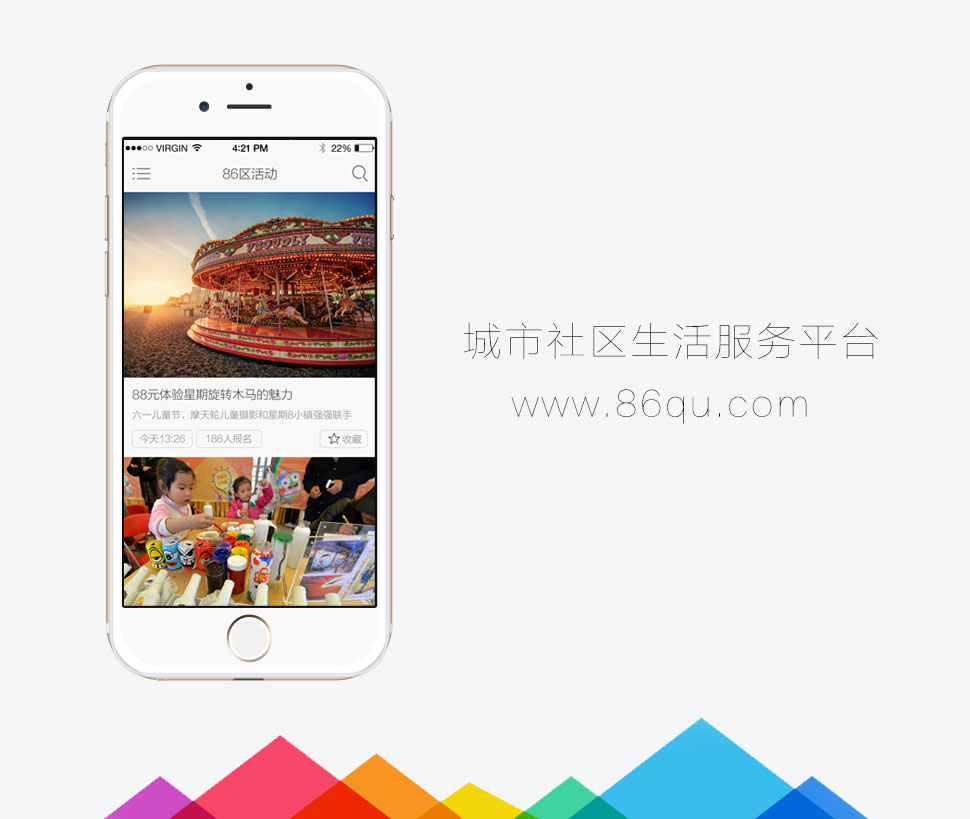 VIRGIN 4:21 PM 22%
86区活动
PROUDLY
88元体验星期旋转木马的魅力
六一儿童节，摩天轮儿童摄影和星期8小镇强强联手
今天13:26 186人报名 收藏
城市社区生活服务平台
www.86qu.com